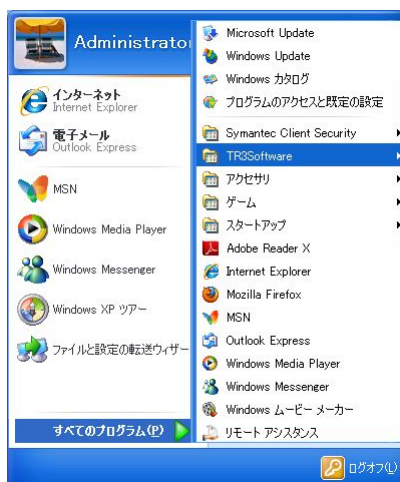 Administrato
インターネット
Internet Explorer
電子メール
Outlook Express
MSN
Windows Media Player
Windows Messenger
Windows XP ツアー
ファイルと設定の転送ウィザー
すべてのプログラム(P)
Microsoft Update
Windows Update
Windows カタログ
プログラムのアクセスと既定の設定
Symantec Client Security
TR3Software
アクセサリ
ゲーム
スタートアップ
Adobe Reader X
Internet Explorer
Mozilla Firefox
MSN
Outlook Express
Windows Media Player
Windows Messenger
Windows ムービー メーカー
リモート アシスタンス
ログオフ(L)